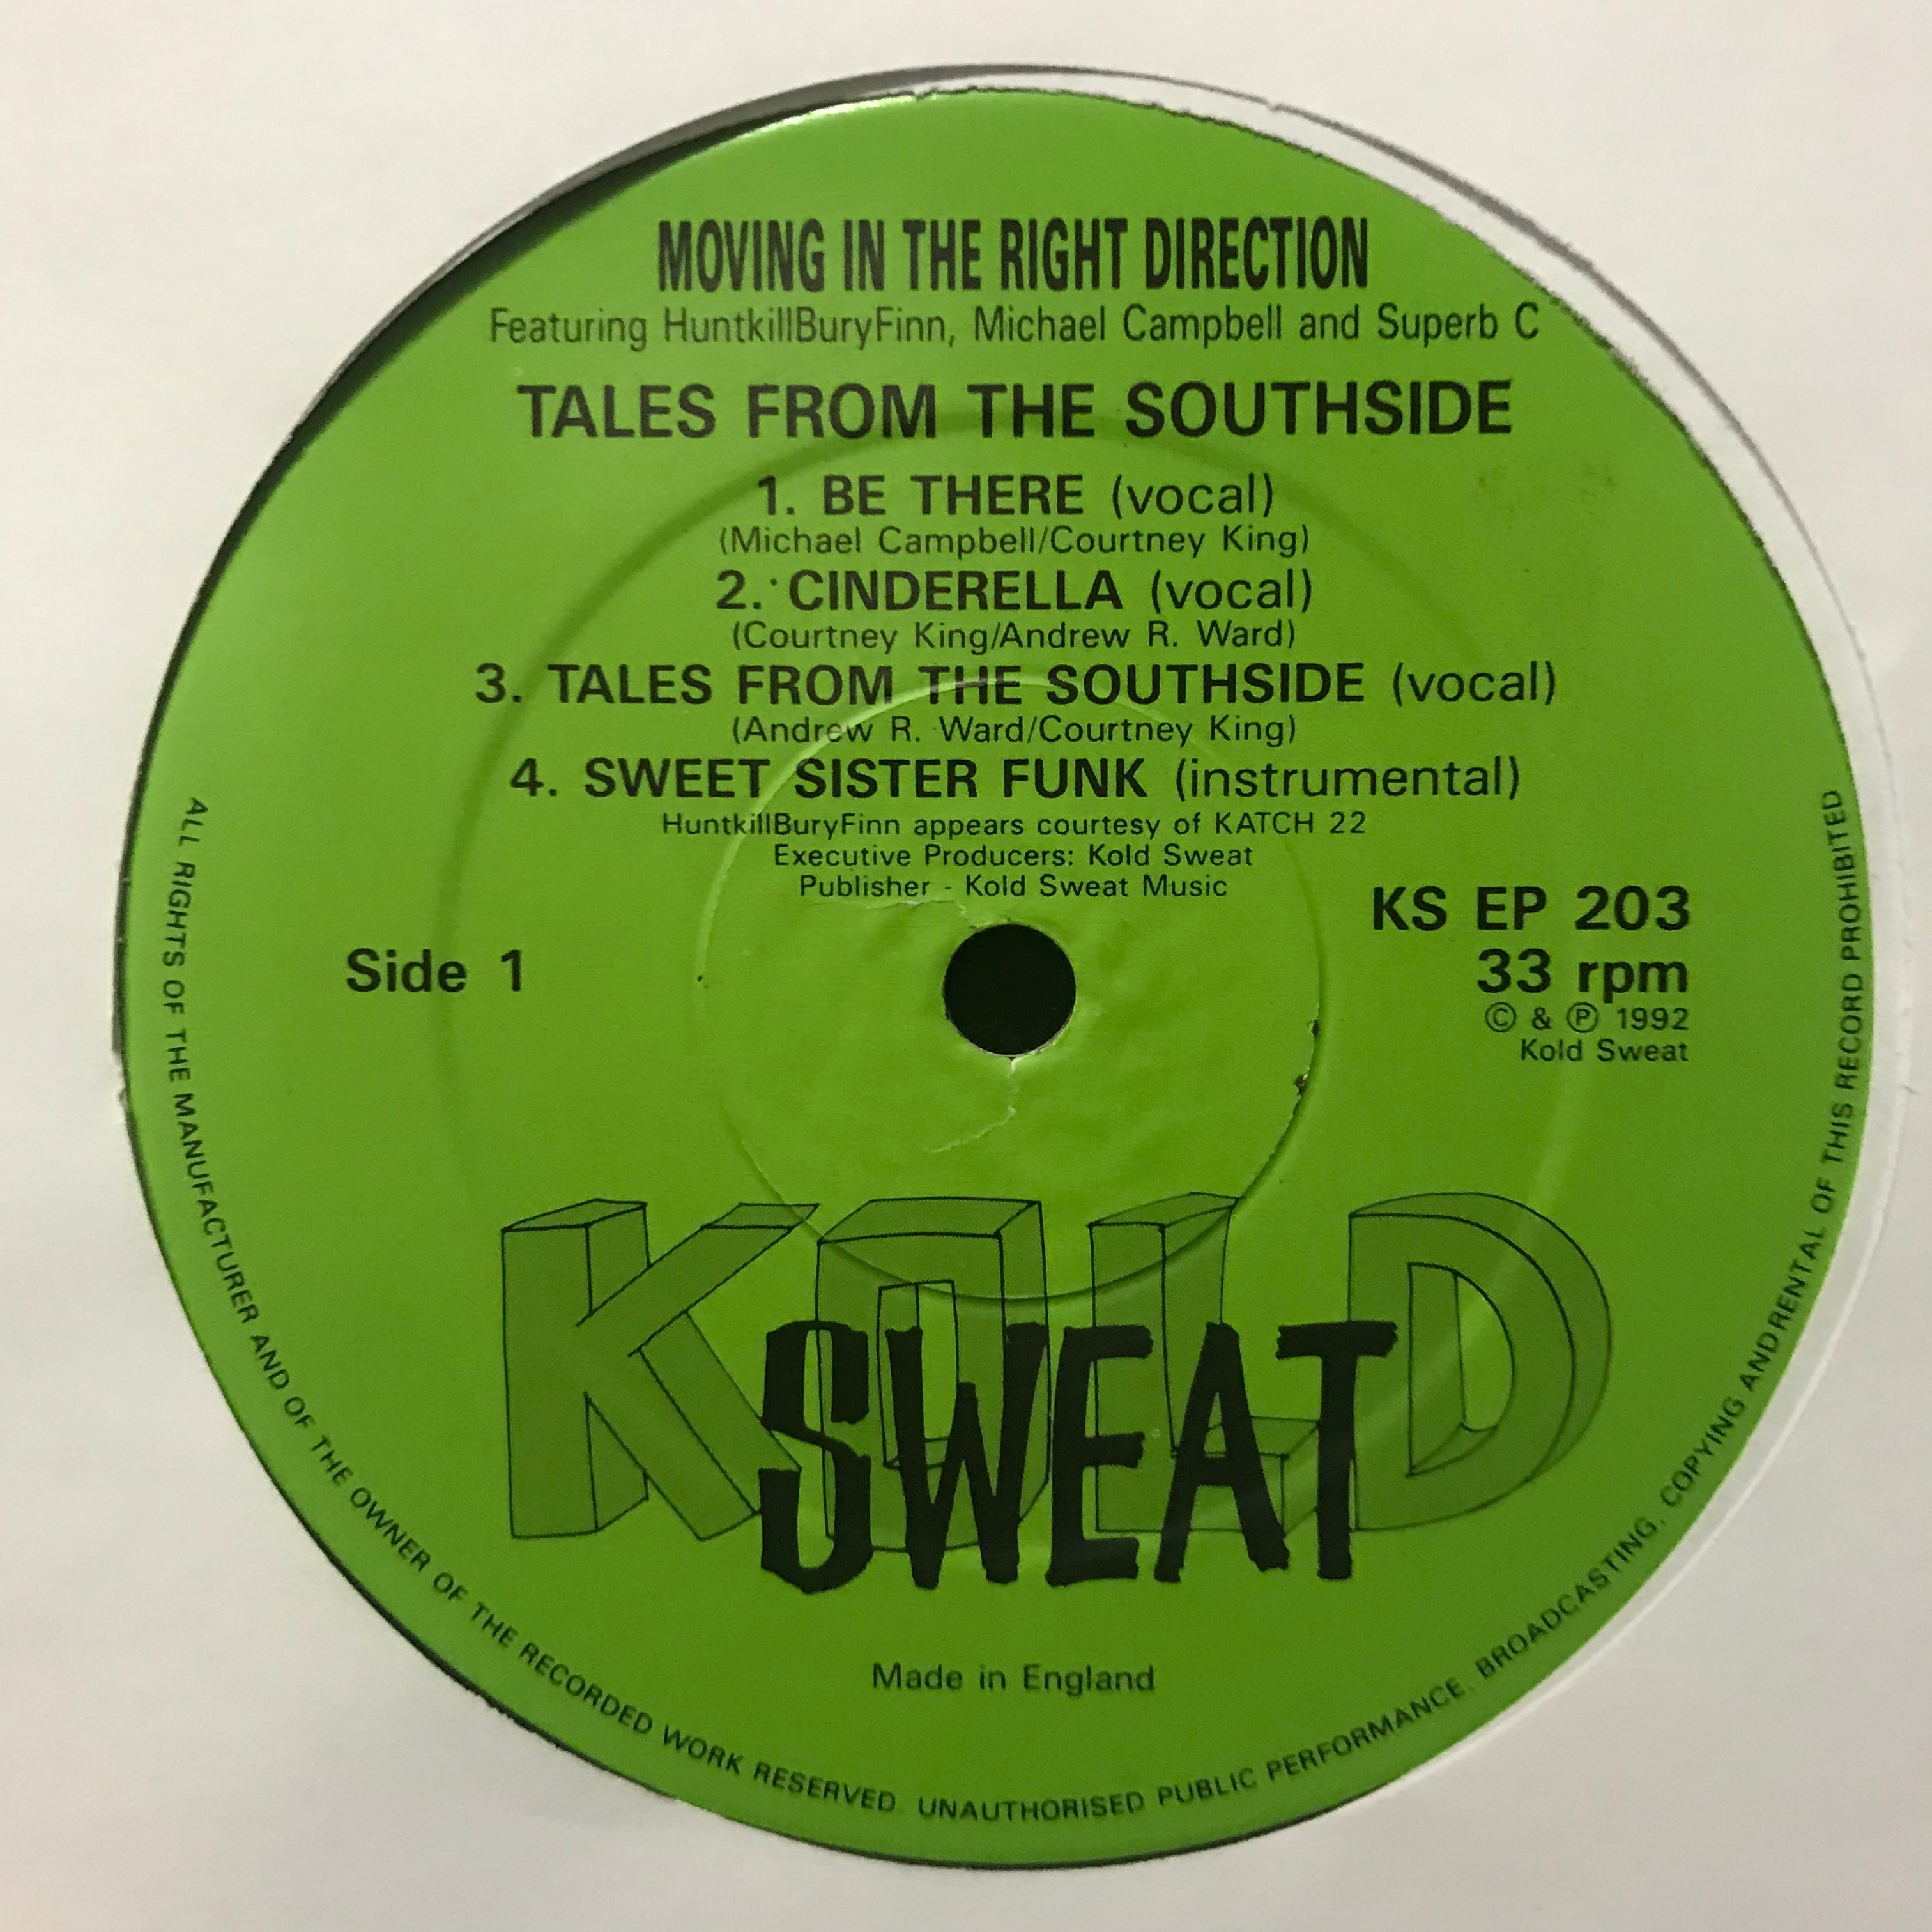 MOVING IN THE RIGHT DIRECTION
Featuring HuntkillBuryFinn, Michael Campbell and Superb C
TALES FROM THE SOUTHSIDE
1. BE THERE (vocal)
(Michael Campbell/Courtney King)
2. CINDERELLA (vocal)
(Courtney King/Andrew R. Ward)
3. TALES FROM THE SOUTHSIDE (vocal)
(Andrew R. Ward/Courtney King)
4. SWEET SISTER FUNK (instrumental)
HuntkillBuryFinn appears courtesy of KATCH 22
Executive Producers: Kold Sweat
Publisher - Kold Sweat Music
Side 1
KS EP 203
33 rpm
© & ℗ 1992
Kold Sweat
KOLD
SWEAT
Made in England
ALL RIGHTS OF THE MANUFACTURER AND OF THE OWNER OF THE RECORDED WORK RESERVED. UNAUTHORISED PUBLIC PERFORMANCE, BROADCASTING, COPYING ANDRENTAL OF THIS RECORD PROHIBITED